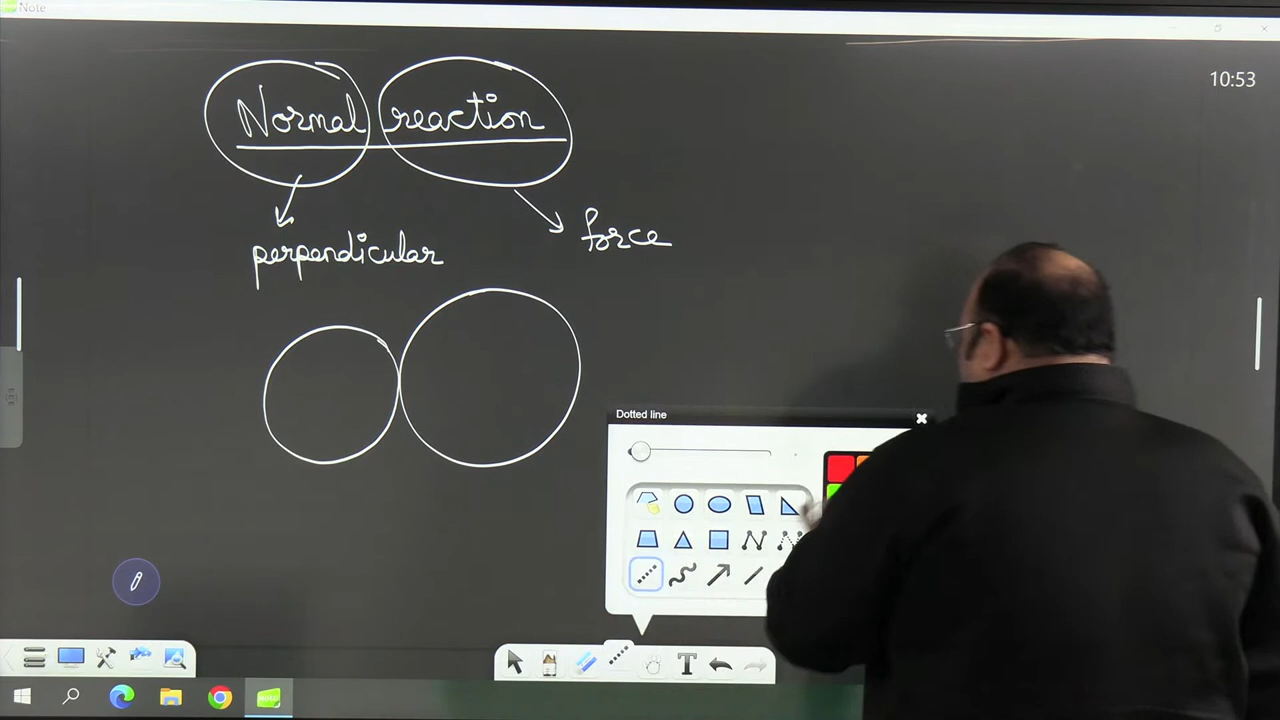 Note
10:53
Normal reaction
perpendicular
force
Dotted line
T